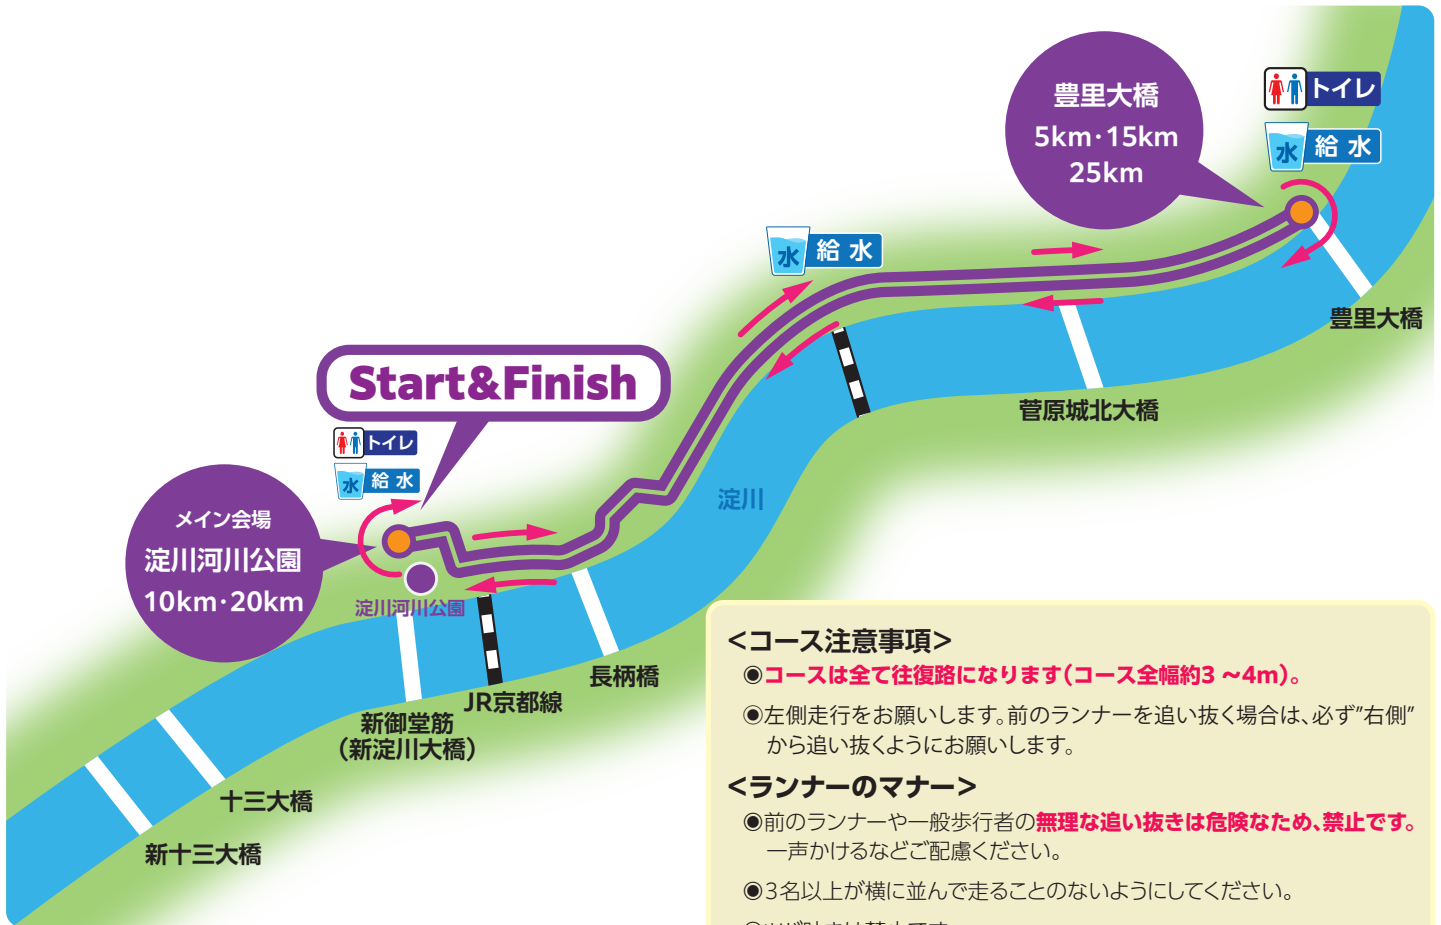 豊里大橋
5km·15km
25km
トイレ
水 給 水
水 給 水
豊里大橋
菅原城北大橋
Start&Finish
トイレ
水 給 水
メイン会場
淀川河川公園
10km·20km
淀川河川公園
淀川
長柄橋
JR京都線
新御堂筋
（新淀川大橋）
十三大橋
新十三大橋
<コース注意事項>
◉コースは全て往復路になります（コース全幅約3 ～4m）。
◉左側走行をお願いします。前のランナーを追い抜く場合は、必ず"右側"
から追い抜くようにお願いします。
<ランナーのマナー>
◉前のランナーや一般歩行者の無理な追い抜きは危険なため、禁止です。
一声かけるなどご配慮ください。
◉3名以上が横に並んで走ることのないようにしてください。